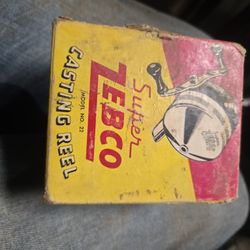 Super
ZEBCO
MODEL NO. 22
CASTING REEL